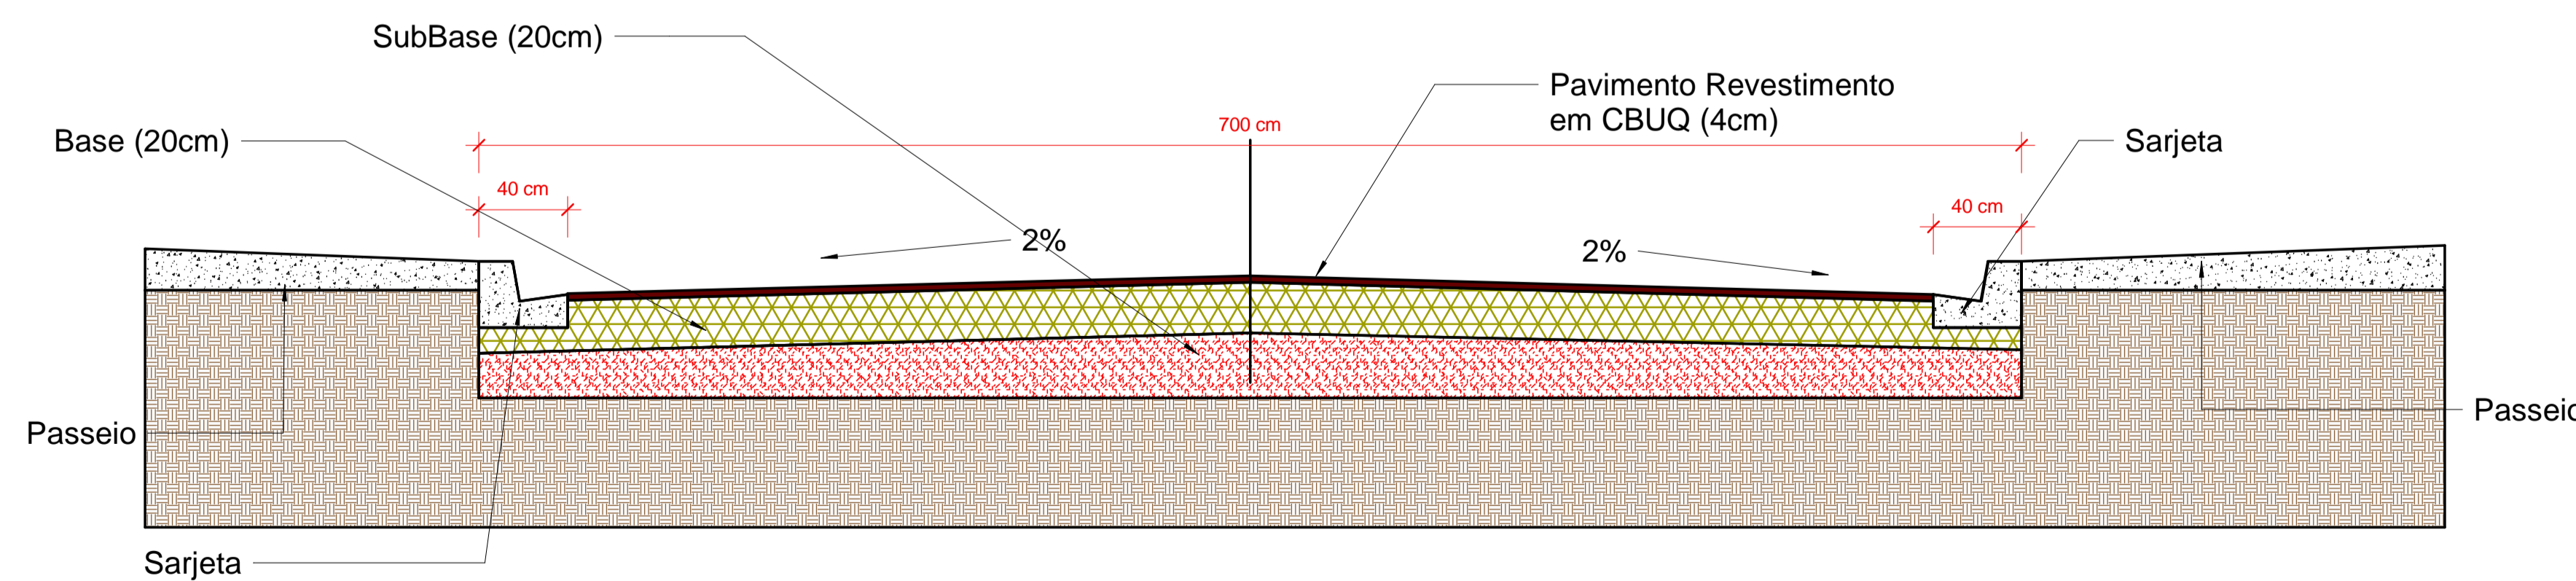 SubBase (20cm)
Pavimento Revestimento
em CBUQ (4cm)
700 cm
Base (20cm)
Sarjeta
40 cm
40 cm
2%
2%
Passeio
Passeio
Sarjeta